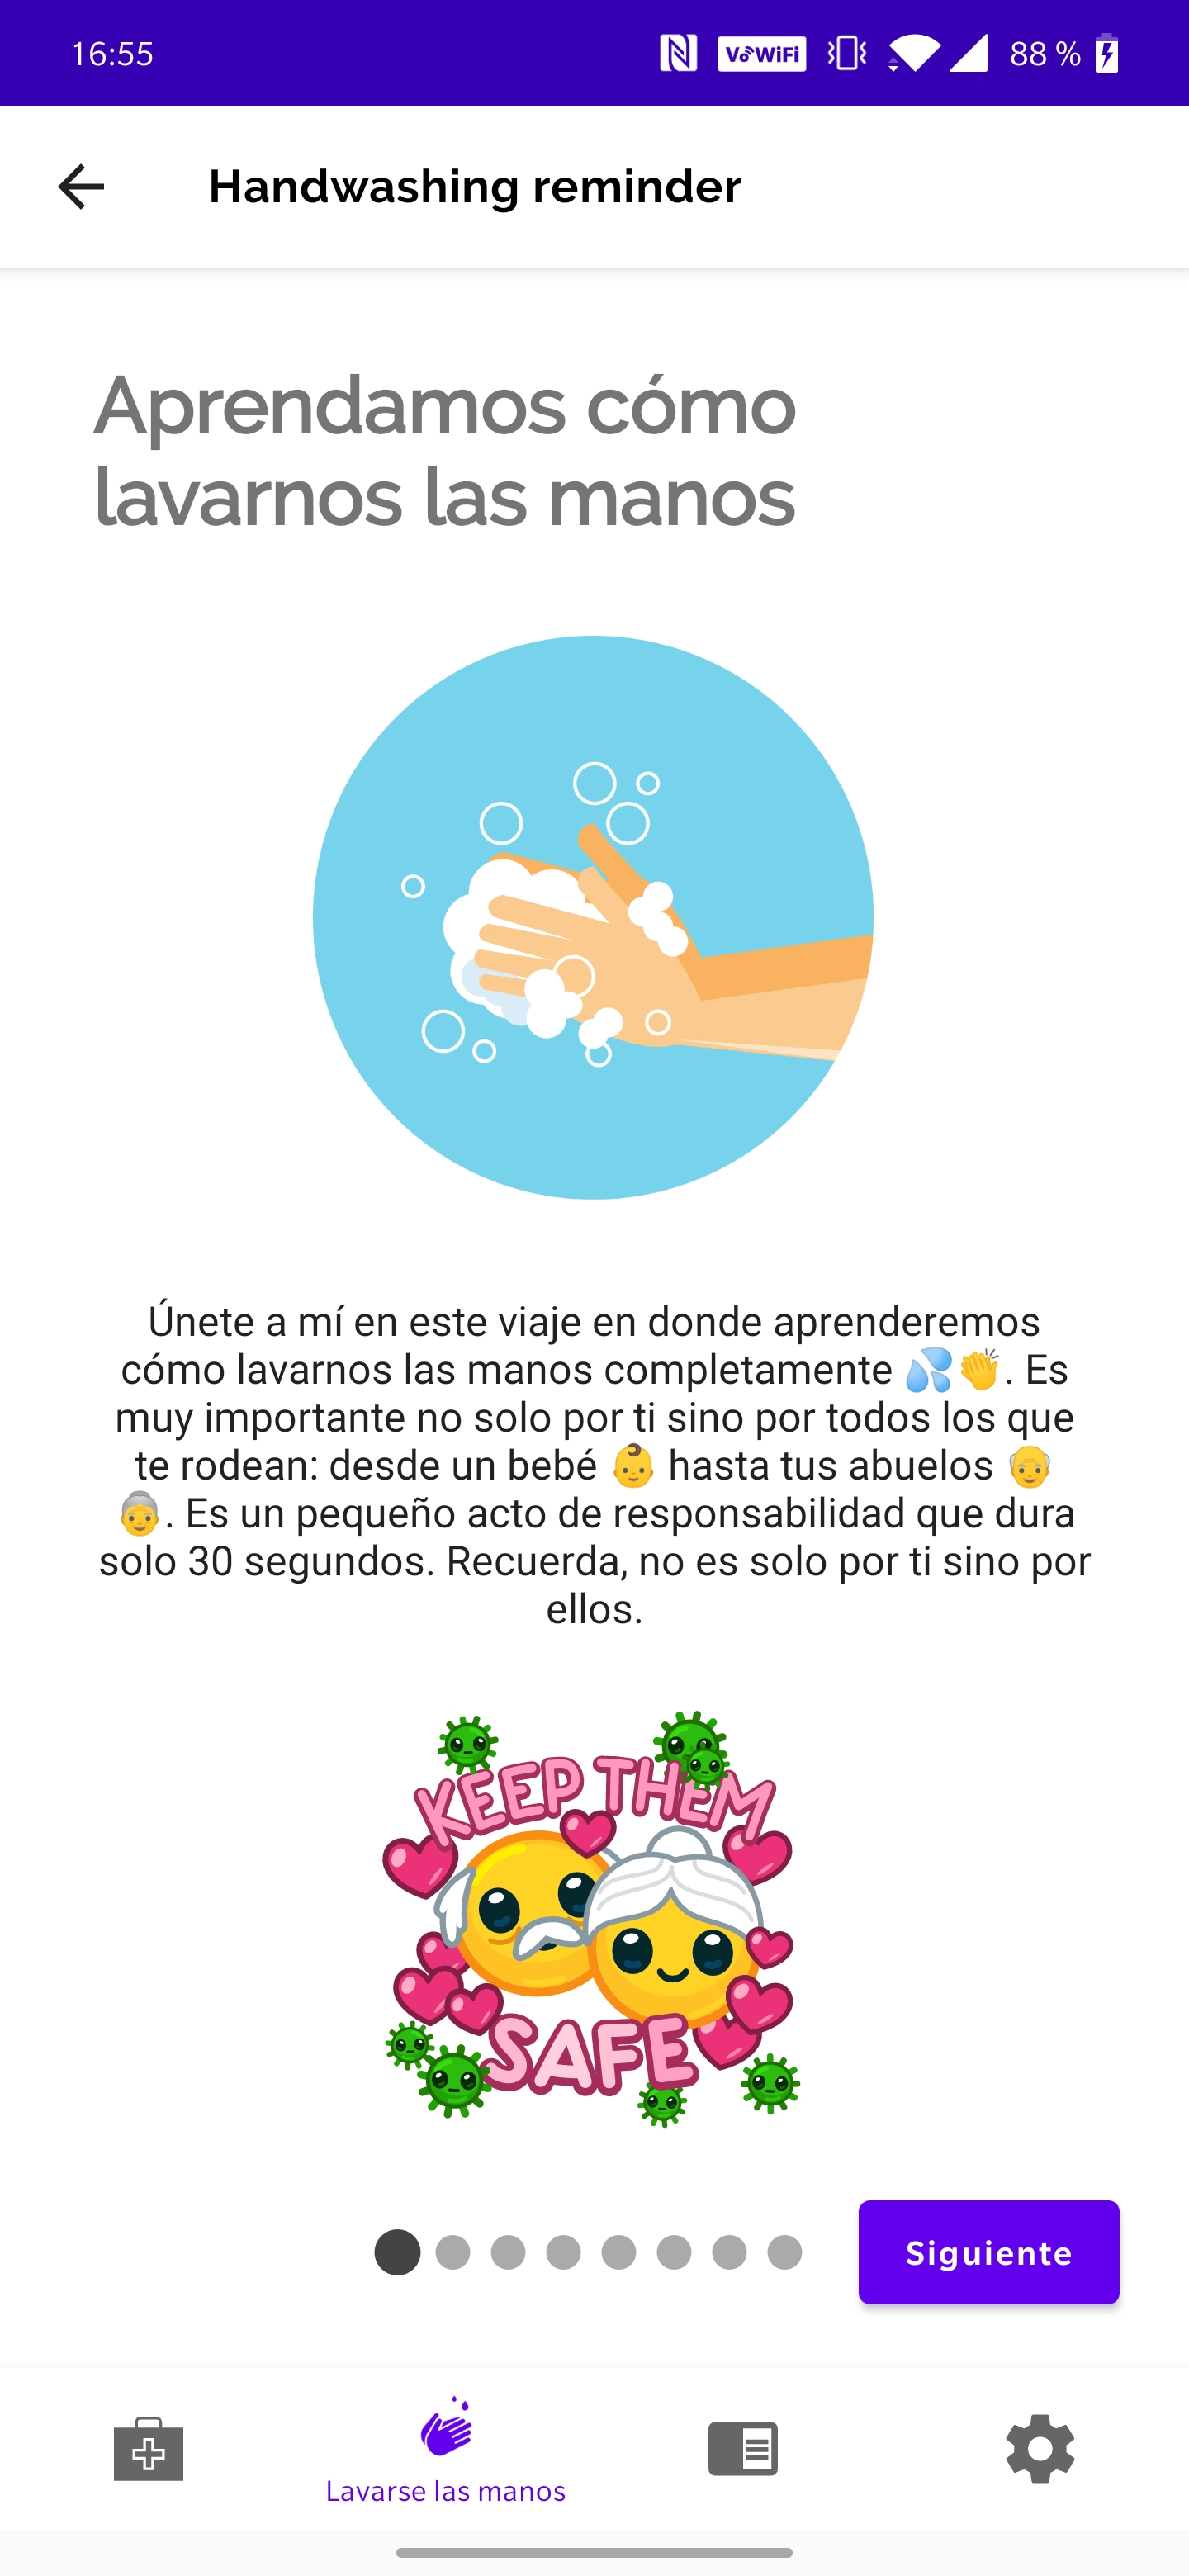 16:55
VoWiFi
88 %
Handwashing reminder
Aprendamos cómo
lavarnos las manos
Únete a mí en este viaje en donde aprenderemos
cómo lavarnos las manos completamente 💦👏. Es
muy importante no solo por ti sino por todos los que
te rodean: desde un bebé 👶 hasta tus abuelos 👴
👵. Es un pequeño acto de responsabilidad que dura
solo 30 segundos. Recuerda, no es solo por ti sino por
ellos.
KEEP THEM
SAFE
Siguiente
Lavarse las manos